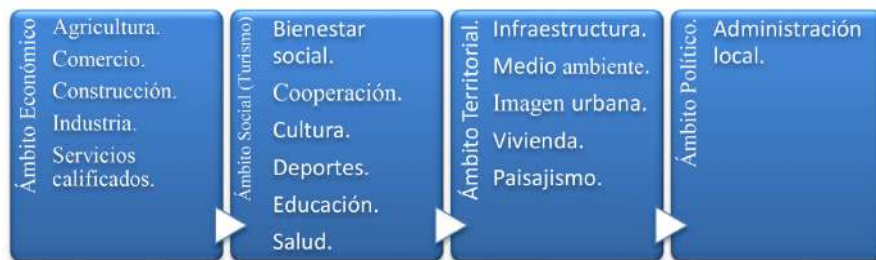 Ámbito Económico
Agricultura.
Comercio.
Construcción.
Industria.
Servicios
calificados.
Ámbito Social (Turismo)
Bienestar
social.
Cooperación.
Cultura.
Deportes.
Educación.
Salud.
Ámbito Territorial.
Infraestructura.
Medio ambiente.
Imagen urbana.
Vivienda.
Paisajismo.
Ámbito Político.
Administración
local.